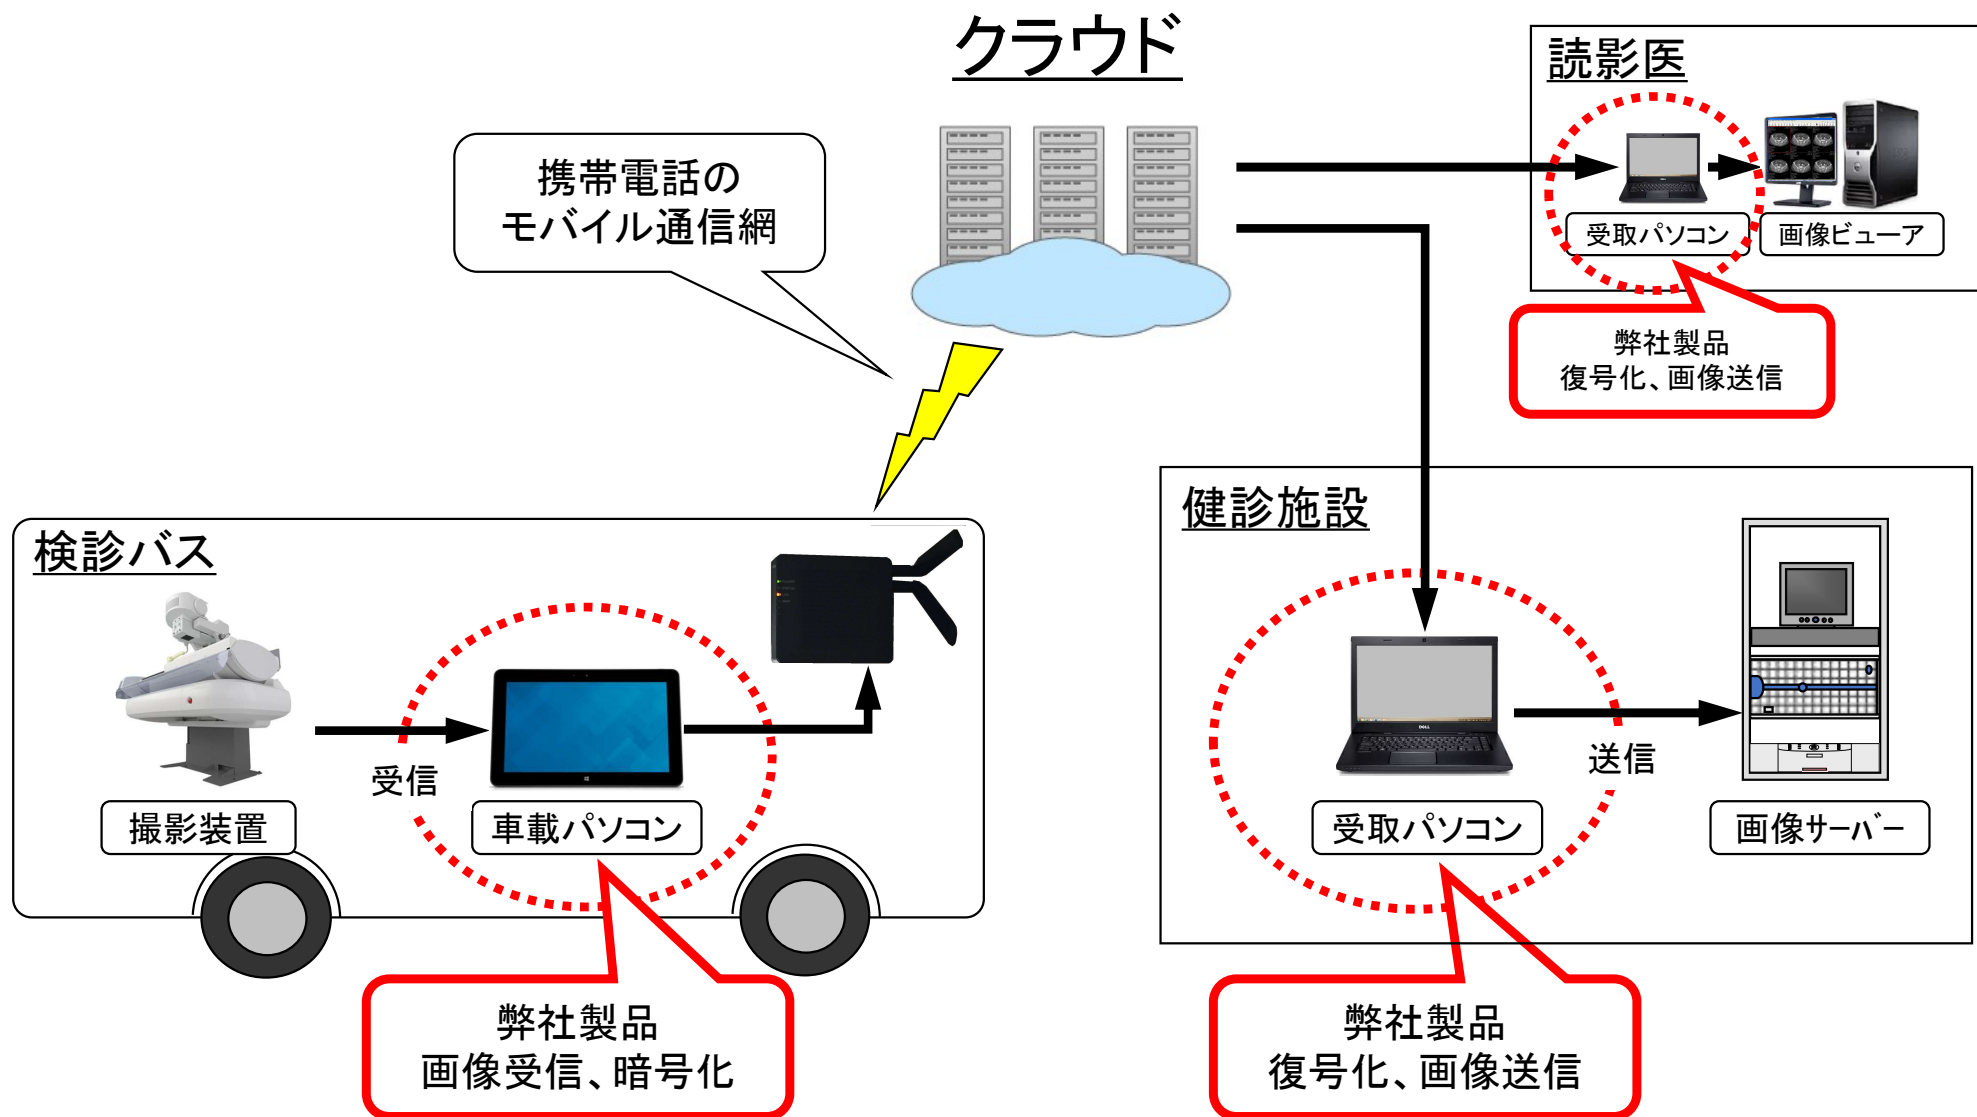 クラウド
読影医
携帯電話の
モバイル通信網
受取パソコン
画像ビューア
弊社製品
復号化、画像送信
検診バス
健診施設
受信
送信
撮影装置
車載パソコン
受取パソコン
画像サーバー
弊社製品
画像受信、暗号化
弊社製品
復号化、画像送信
DELL